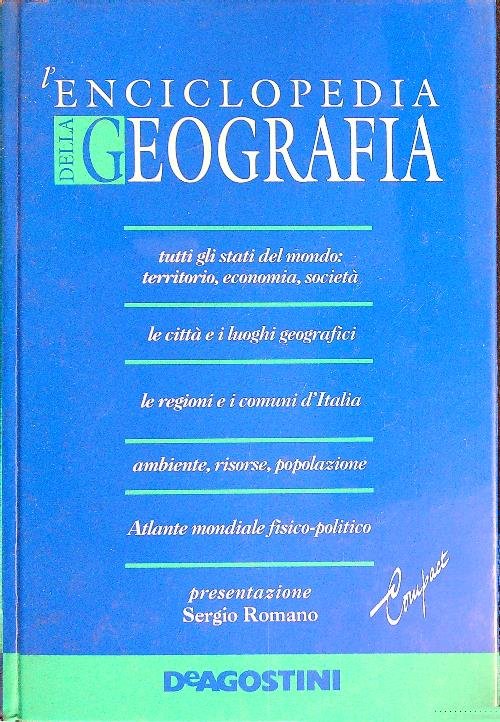 l'ENCICLOPEDIA
DELLA GEOGRAFIA
tutti gli stati del mondo:
territorio, economia, società
le città e i luoghi geografici
le regioni e i comuni d'Italia
ambiente, risorse, popolazione
Atlante mondiale fisico-politico
presentazione
Sergio Romano
Compact
DEAGOSTINI